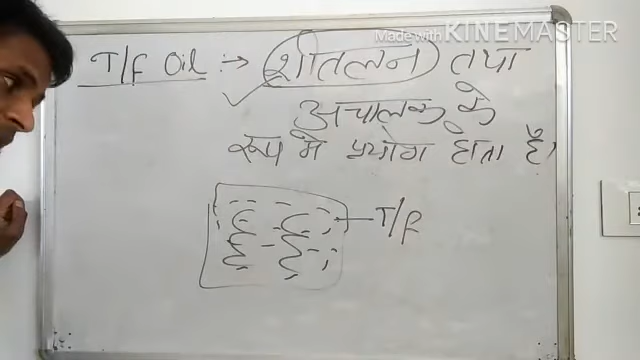 Made with KINEMASTER
T/F Oil :→ शीतलन तथा
अचालक के
रूप मे प्रयोग होता है।
T/F